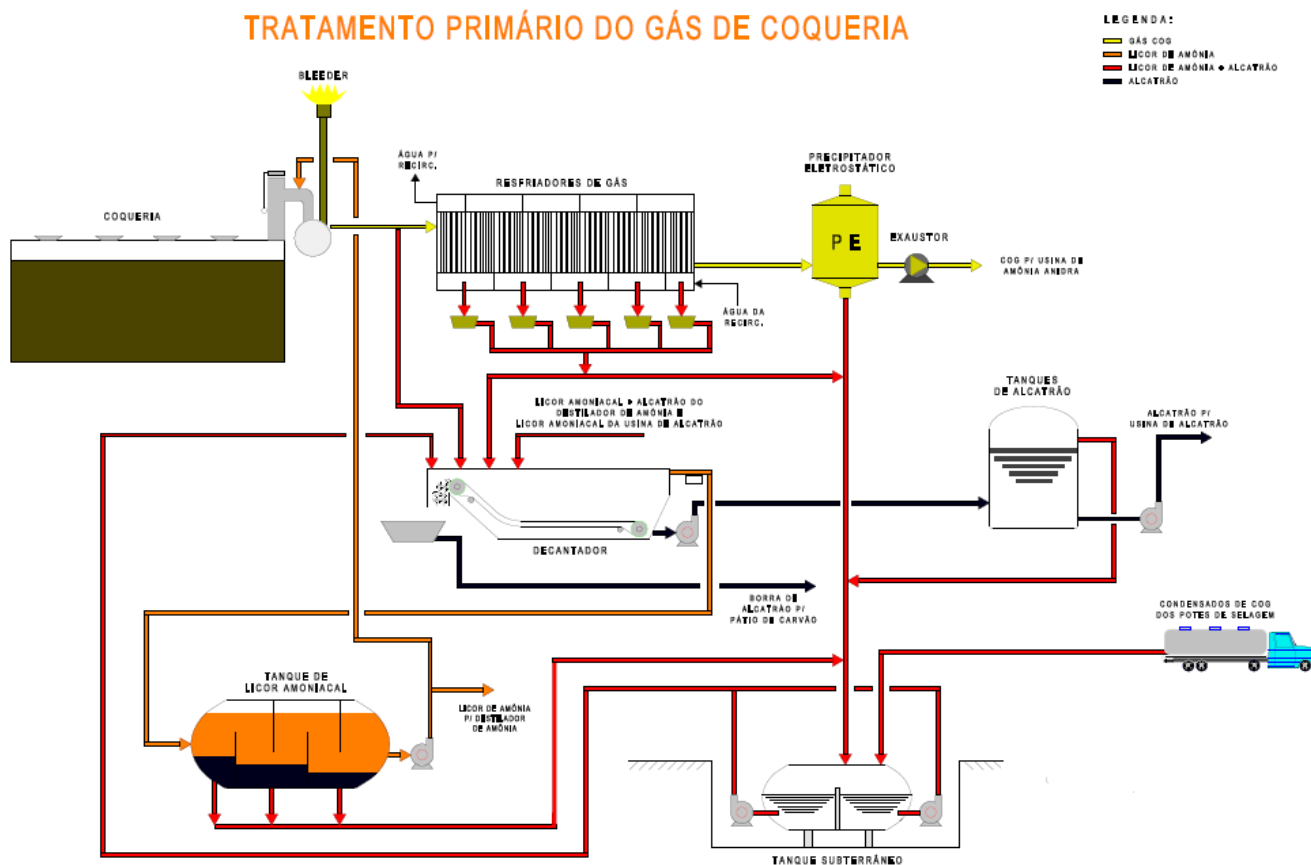 TRATAMENTO PRIMÁRIO DO GÁS DE COQUERIA
LEGENDA:
GÁS COG
LICOR DE AMÔNIA
LICOR DE AMÔNIA + ALCATRÃO
ALCATRÃO
BLEEDER
ÁGUA P/
RECIRC.
RESFRIADORES DE GÁS
PRECIPITADOR
ELETROSTÁTICO
COQUERIA
P E
EXAUSTOR
COG P/ USINA DE
AMÔNIA ANIDRA
ÁGUA DA
RECIRC.
TANQUES
DE ALCATRÃO
LICOR AMONIACAL + ALCATRÃO DO
DESTILADOR DE AMÔNIA E
LICOR AMONIACAL DA USINA DE ALCATRÃO
ALCATRÃO P/
USINA DE ALCATRÃO
DECANTADOR
BORRA DE
ALCATRÃO P/
PÁTIO DE CARVÃO
CONDENSADOS DE COG
DOS POTES DE SELAGEM
TANQUE DE
LICOR AMONIACAL
LICOR DE AMÔNIA
P/ DISTILADOR
DE AMÔNIA
TANQUE SUBTERRÂNEO